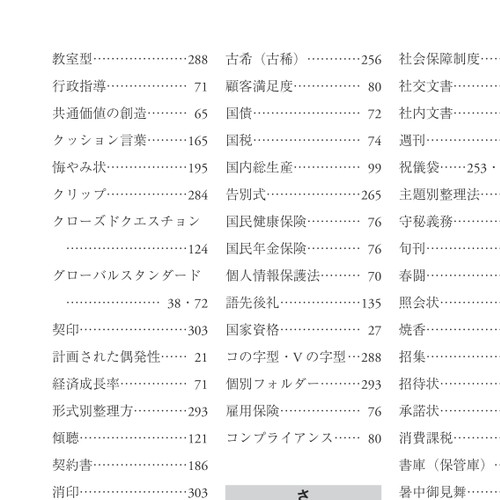 教室型…………………288
行政指導……………… 71
共通価値の創造……… 65
クッション言葉………165
悔やみ状………………195
クリップ………………284
クローズドクエスチョン
………………………124
グローバルスタンダード
………………… 38・72
契印……………………303
計画された偶発性…… 21
経済成長率…………… 71
形式別整理方…………293
傾聴……………………121
契約書…………………186
消印……………………303
古希（古稀）…………256
顧客満足度…………… 80
国債…………………… 72
国税…………………… 74
国内総生産…………… 99
告別式…………………265
国民健康保険………… 76
国民年金保険………… 76
個人情報保護法……… 70
語先後礼………………135
国家資格……………… 27
コの字型・Vの字型…288
個別フォルダー………293
雇用保険……………… 76
コンプライアンス…… 80
さ
社会保障制度…
社交文書………
社内文書………
週刊……………
祝儀袋……253・
主題別整理法…
守秘義務………
旬刊……………
春闘……………
照会状…………
焼香……………
招集……………
招待状…………
承諾状…………
消費課税………
書庫（保管庫）…
暑中御見舞……